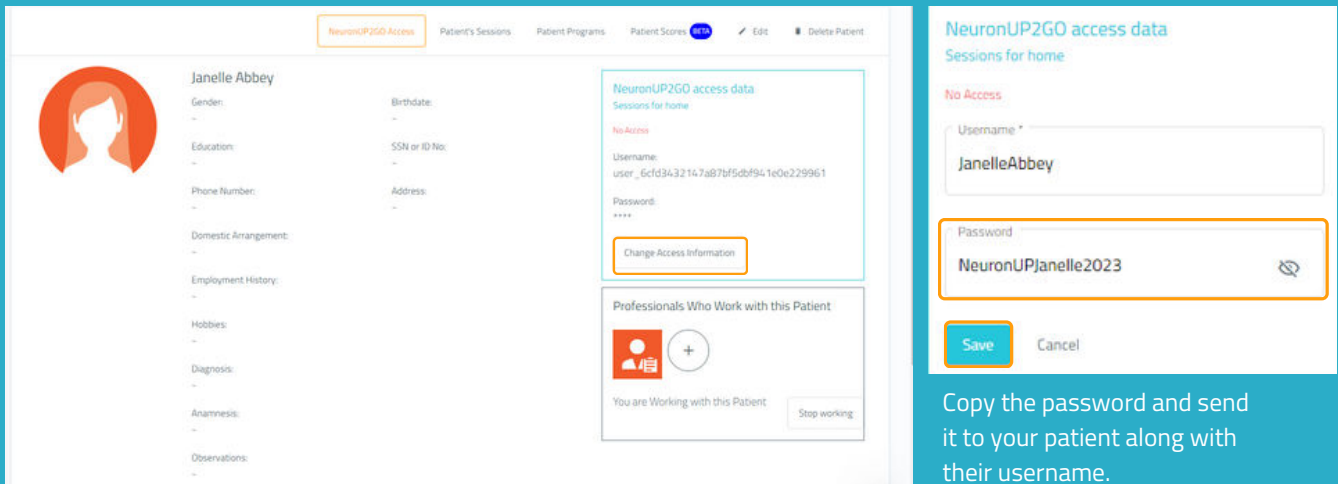 NeuronUP2GO Access
Patient's Sessions
Patient Programs
Patient Scores BETA
Edit
Delete Patient
Janelle Abbey
Gender:
-
Birthdate:
-
Education:
-
SSN or ID No:
-
Phone Number:
-
Address:
-
Domestic Arrangement:
-
Employment History:
-
Hobbies:
-
Diagnosis:
-
Anamnesis:
-
Observations:
-
NeuronUP2GO access data
Sessions for home
No Access
Username:
user_6cfd3432147a87bf5dbf941e0e229961
Password:
****
Change Access Information
Professionals Who Work with this Patient
+
You are Working with this Patient
Stop working
NeuronUP2GO access data
Sessions for home
No Access
Username *
JanelleAbbey
Password
NeuronUPJanelle2023
Save
Cancel
Copy the password and send
it to your patient along with
their username.